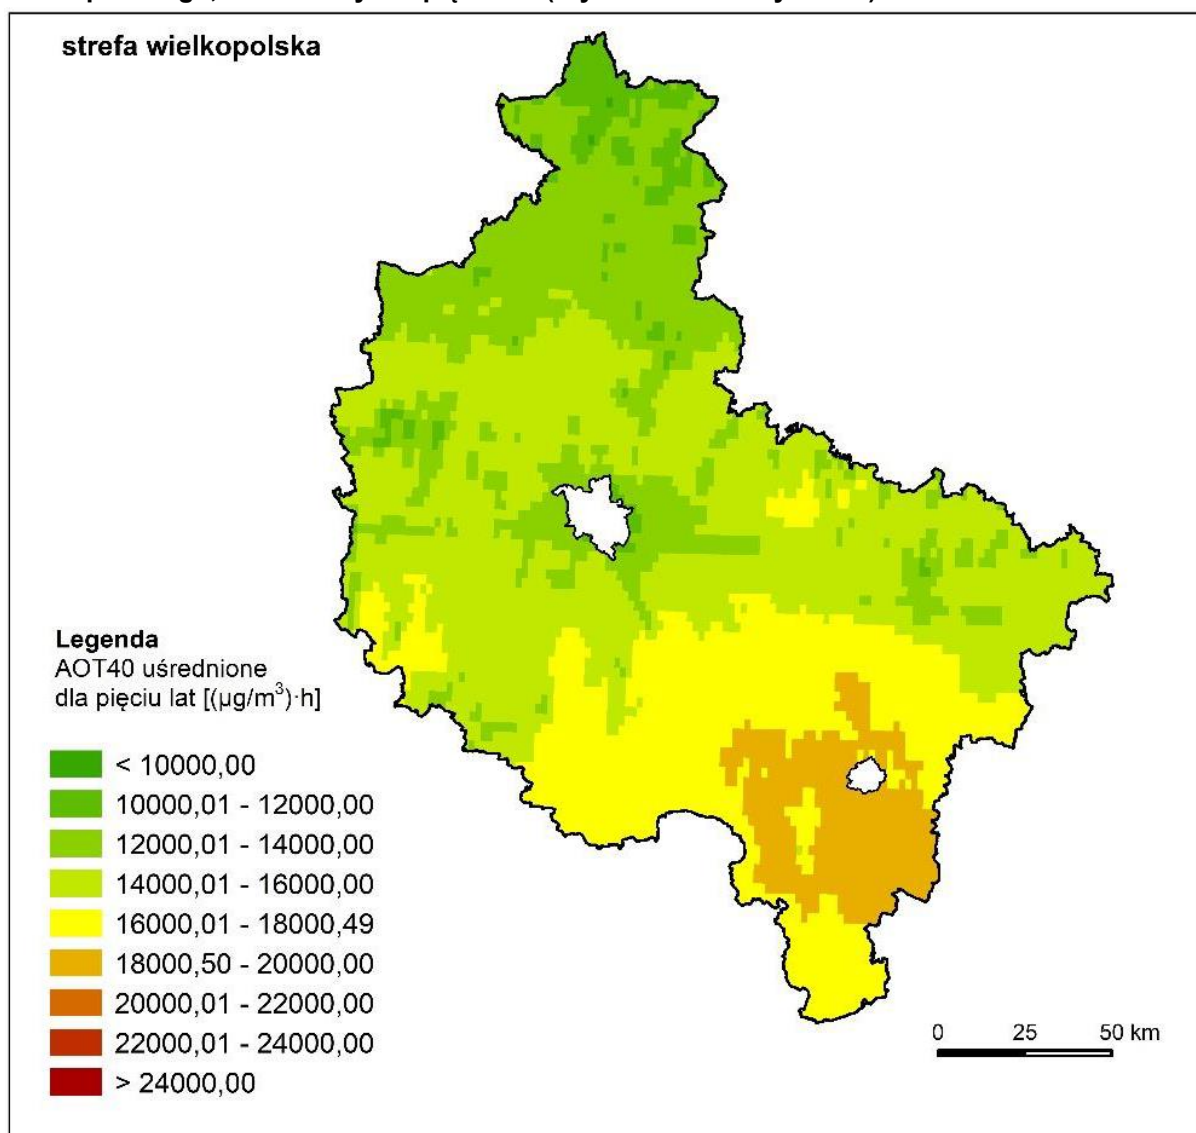 strefa wielkopolska
Legenda
AOT40 uśrednione
dla pięciu lat [(µg/m³)·h]
< 10000,00
10000,01 - 12000,00
12000,01 - 14000,00
14000,01 - 16000,00
16000,01 - 18000,49
18000,50 - 20000,00
20000,01 - 22000,00
22000,01 - 24000,00
> 24000,00
0 25 50 km